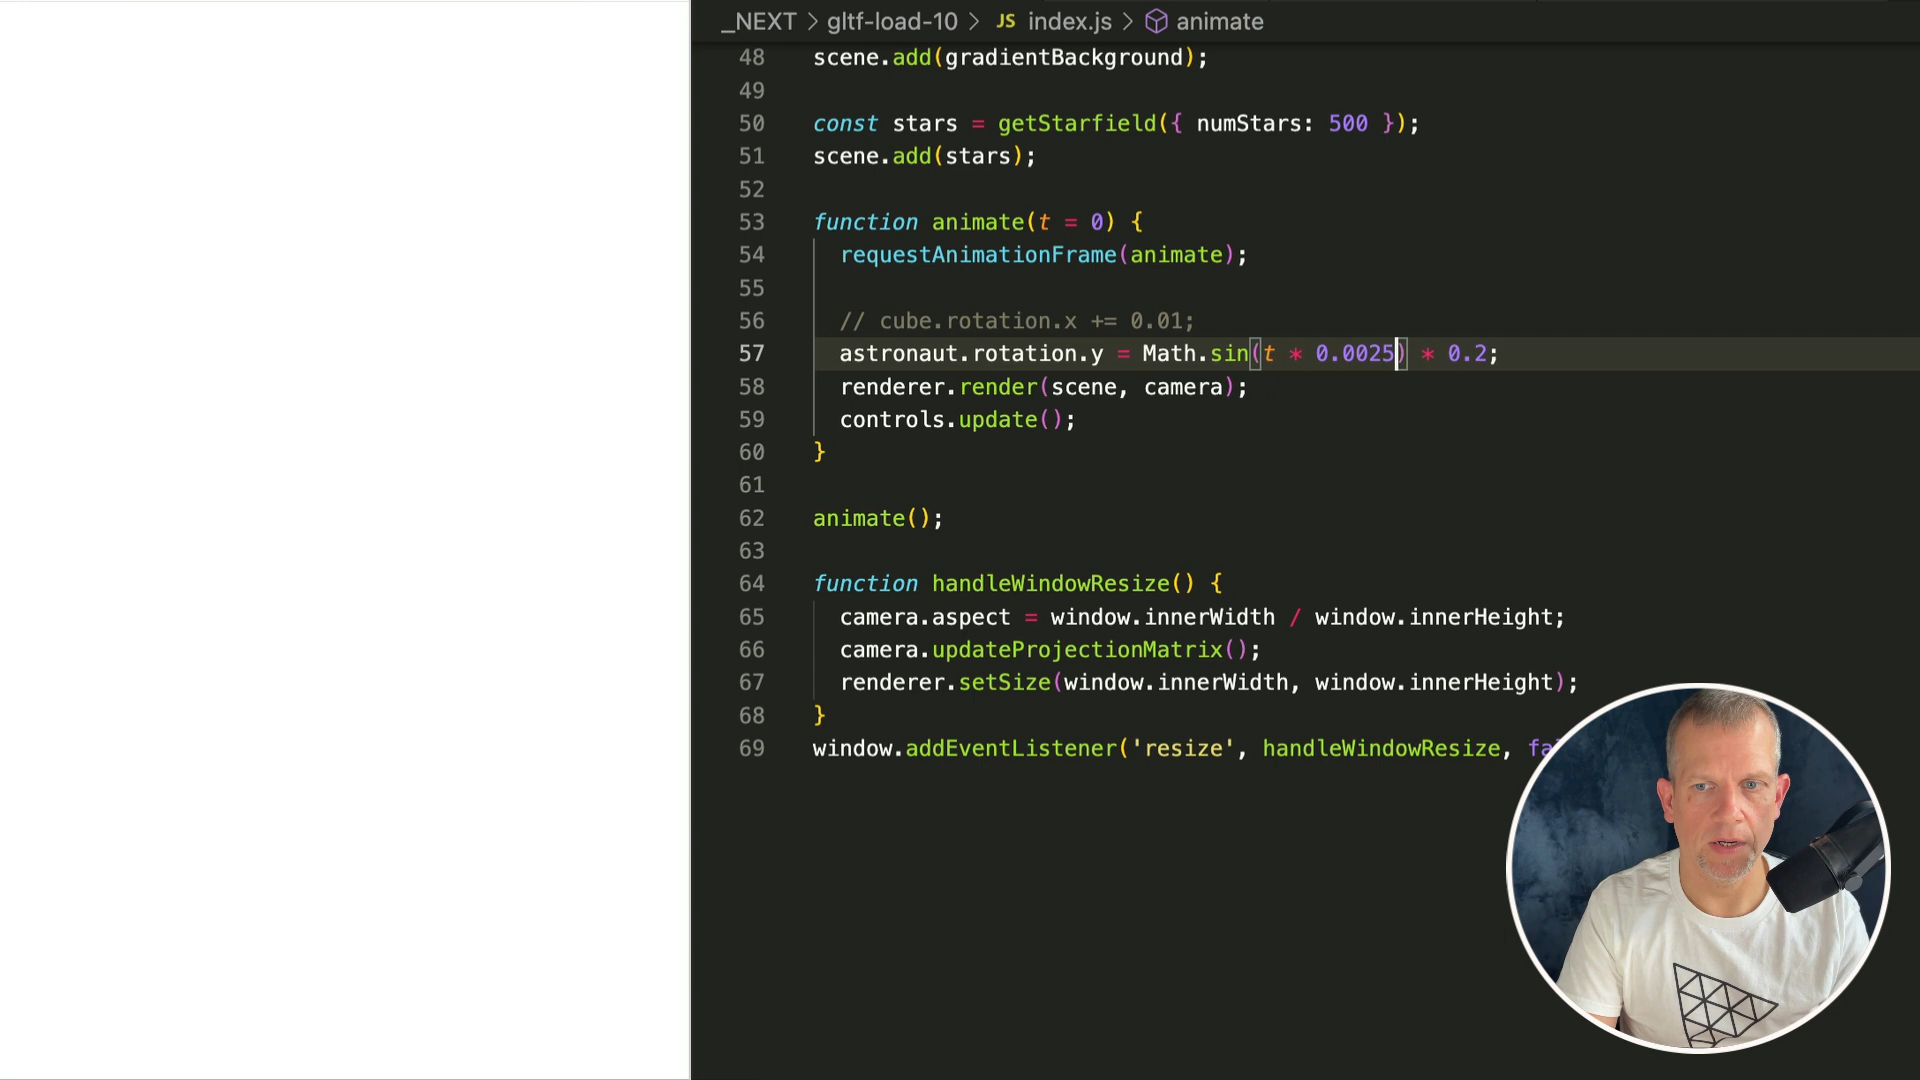 _NEXT > gltf-load-10 > JS index.js > animate
48 scene.add(gradientBackground);
49
50 const stars = getStarfield({ numStars: 500 });
51 scene.add(stars);
52
53 function animate(t = 0) {
54 requestAnimationFrame(animate);
55
56 // cube.rotation.x += 0.01;
57 astronaut.rotation.y = Math.sin(t * 0.0025) * 0.2;
58 renderer.render(scene, camera);
59 controls.update();
60 }
61
62 animate();
63
64 function handleWindowResize() {
65 camera.aspect = window.innerWidth / window.innerHeight;
66 camera.updateProjectionMatrix();
67 renderer.setSize(window.innerWidth, window.innerHeight);
68 }
69 window.addEventListener('resize', handleWindowResize,